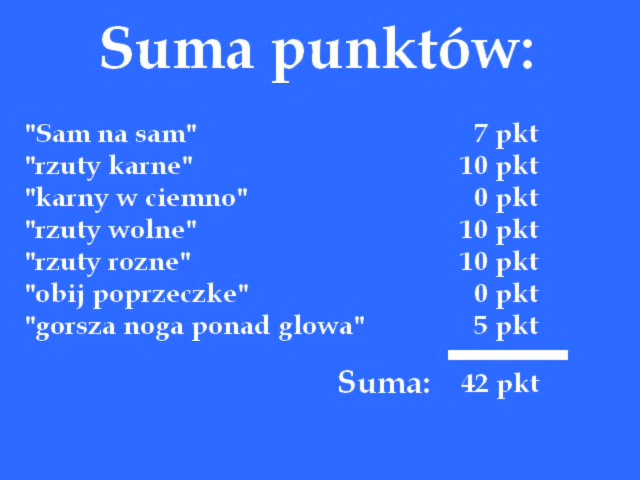 Suma punktów:
"Sam na sam" 7 pkt
"rzuty karne" 10 pkt
"karny w ciemno" 0 pkt
"rzuty wolne" 10 pkt
"rzuty rozne" 10 pkt
"obij poprzeczke" 0 pkt
"gorsza noga ponad glowa" 5 pkt
Suma: 42 pkt